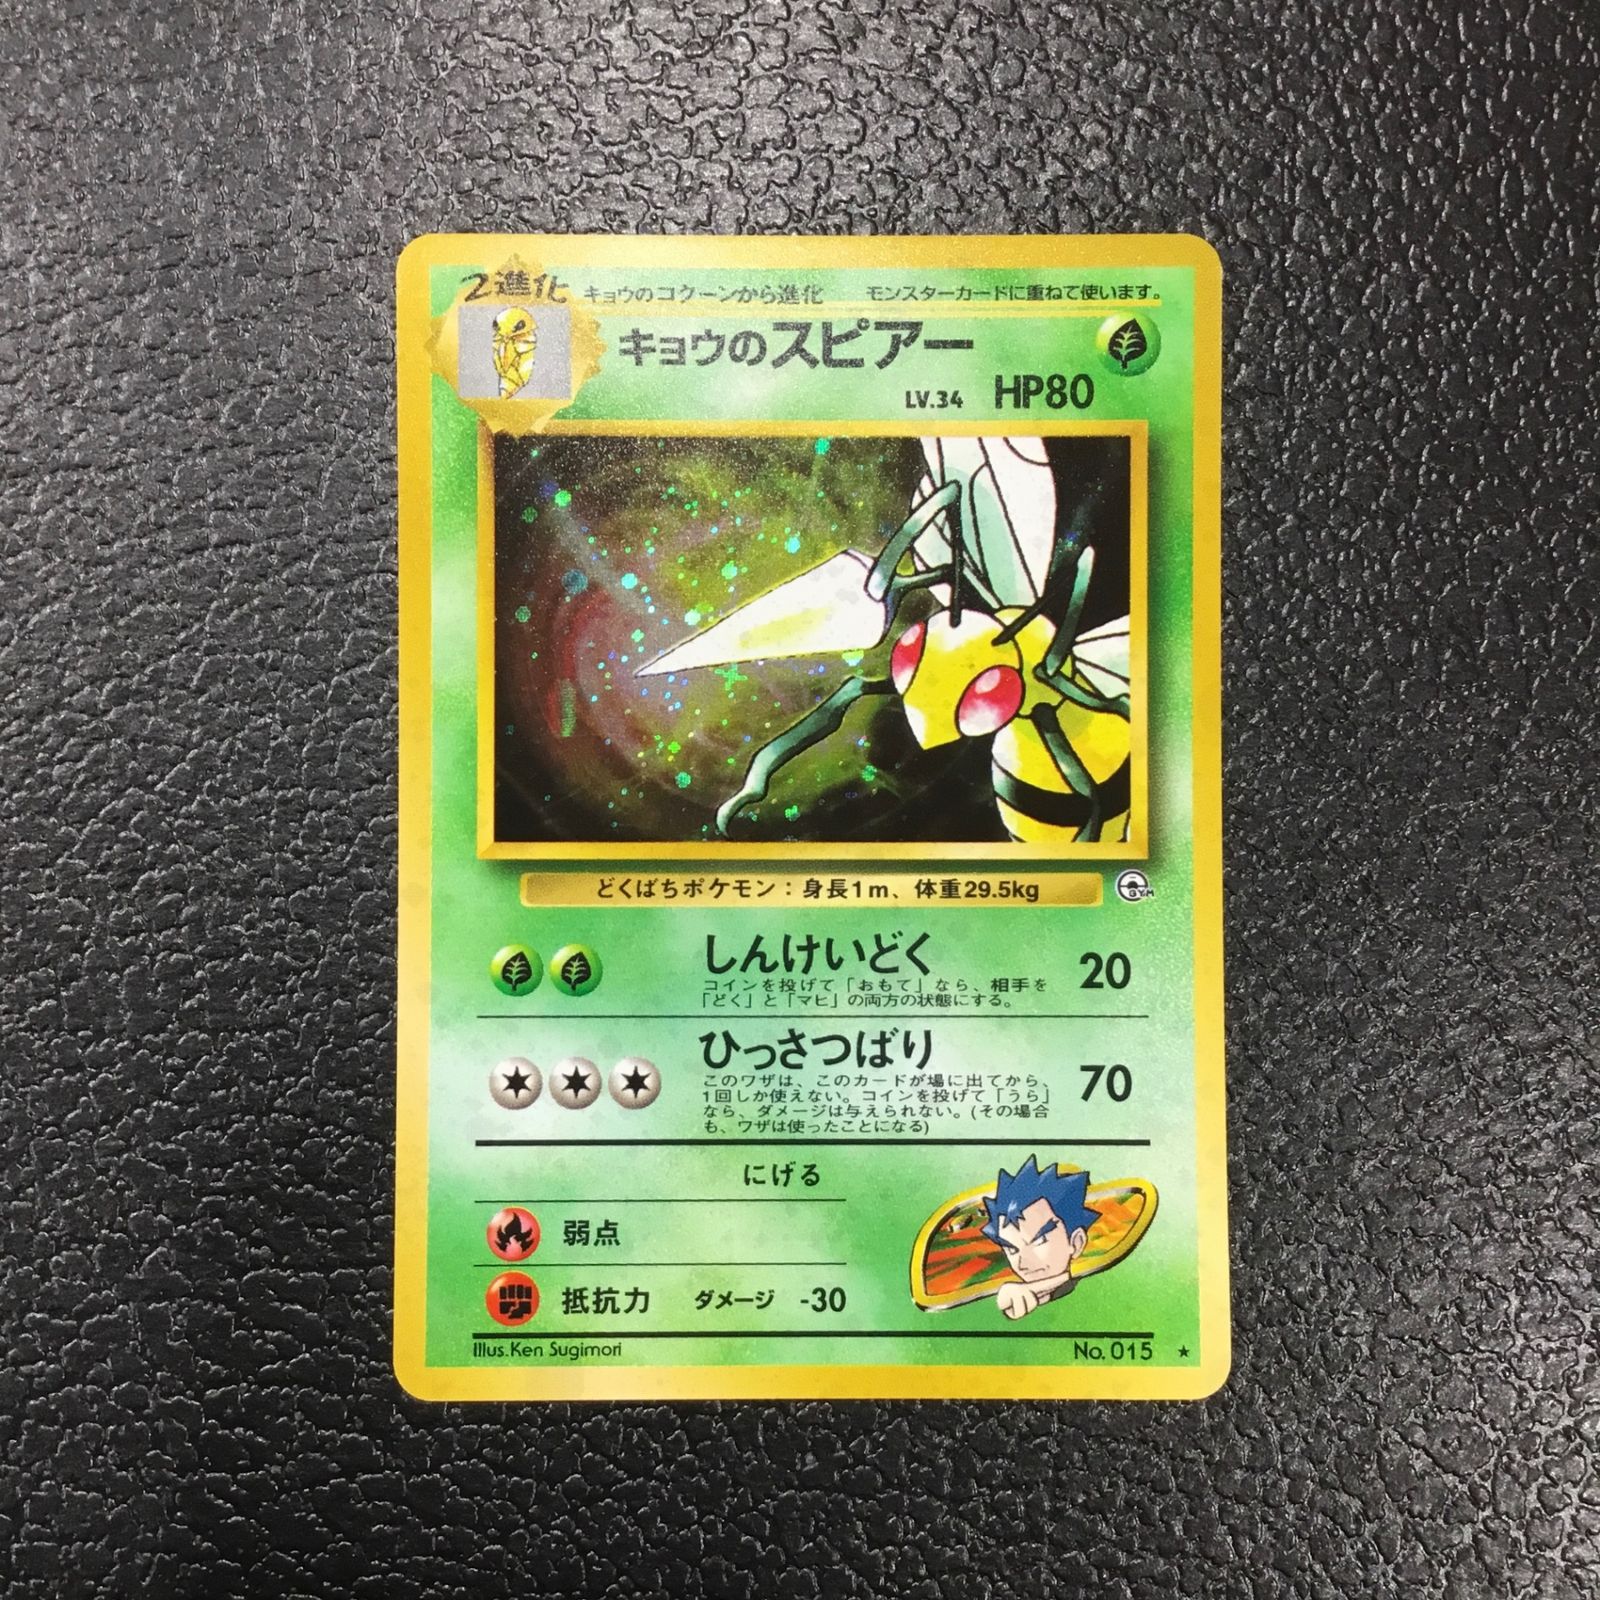 2進化
キョウのコクーンから進化 モンスターカードに重ねて使います。
キョウのスピアー
LV.34 HP80
どくばちポケモン：身長1m、体重29.5kg
GYM
しんけいどく 20
コインを投げて「おもて」なら、相手を
「どく」と「マヒ」の両方の状態にする。
ひっさつばり 70
このワザは、このカードが場に出てから、
1回しか使えない。コインを投げて「うら」
なら、ダメージは与えられない。(その場合
も、ワザは使ったことになる)
にげる
弱点
抵抗力 ダメージ -30
Illus.Ken Sugimori No.015 ★